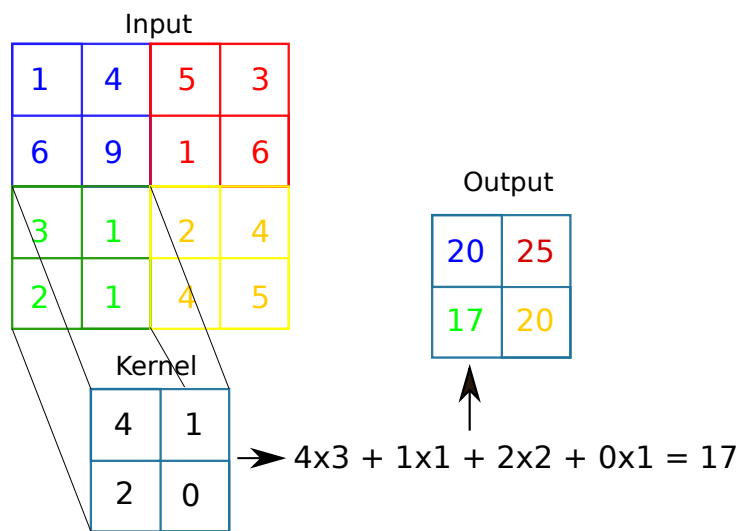 Input
1 4 5 3
6 9 1 6
3 1 2 4
2 1 4 5
Output
20 25
17 20
Kernel
4 1
2 0
4x3 + 1x1 + 2x2 + 0x1 = 17